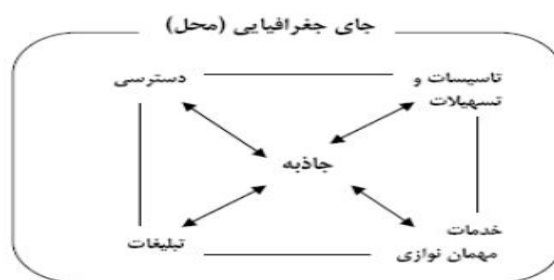 جای جغرافیایی (محل)
تاسیسات و
تسهیلات
دسترسی
جاذبه
خدمات
مهمان نوازی
تبلیغات